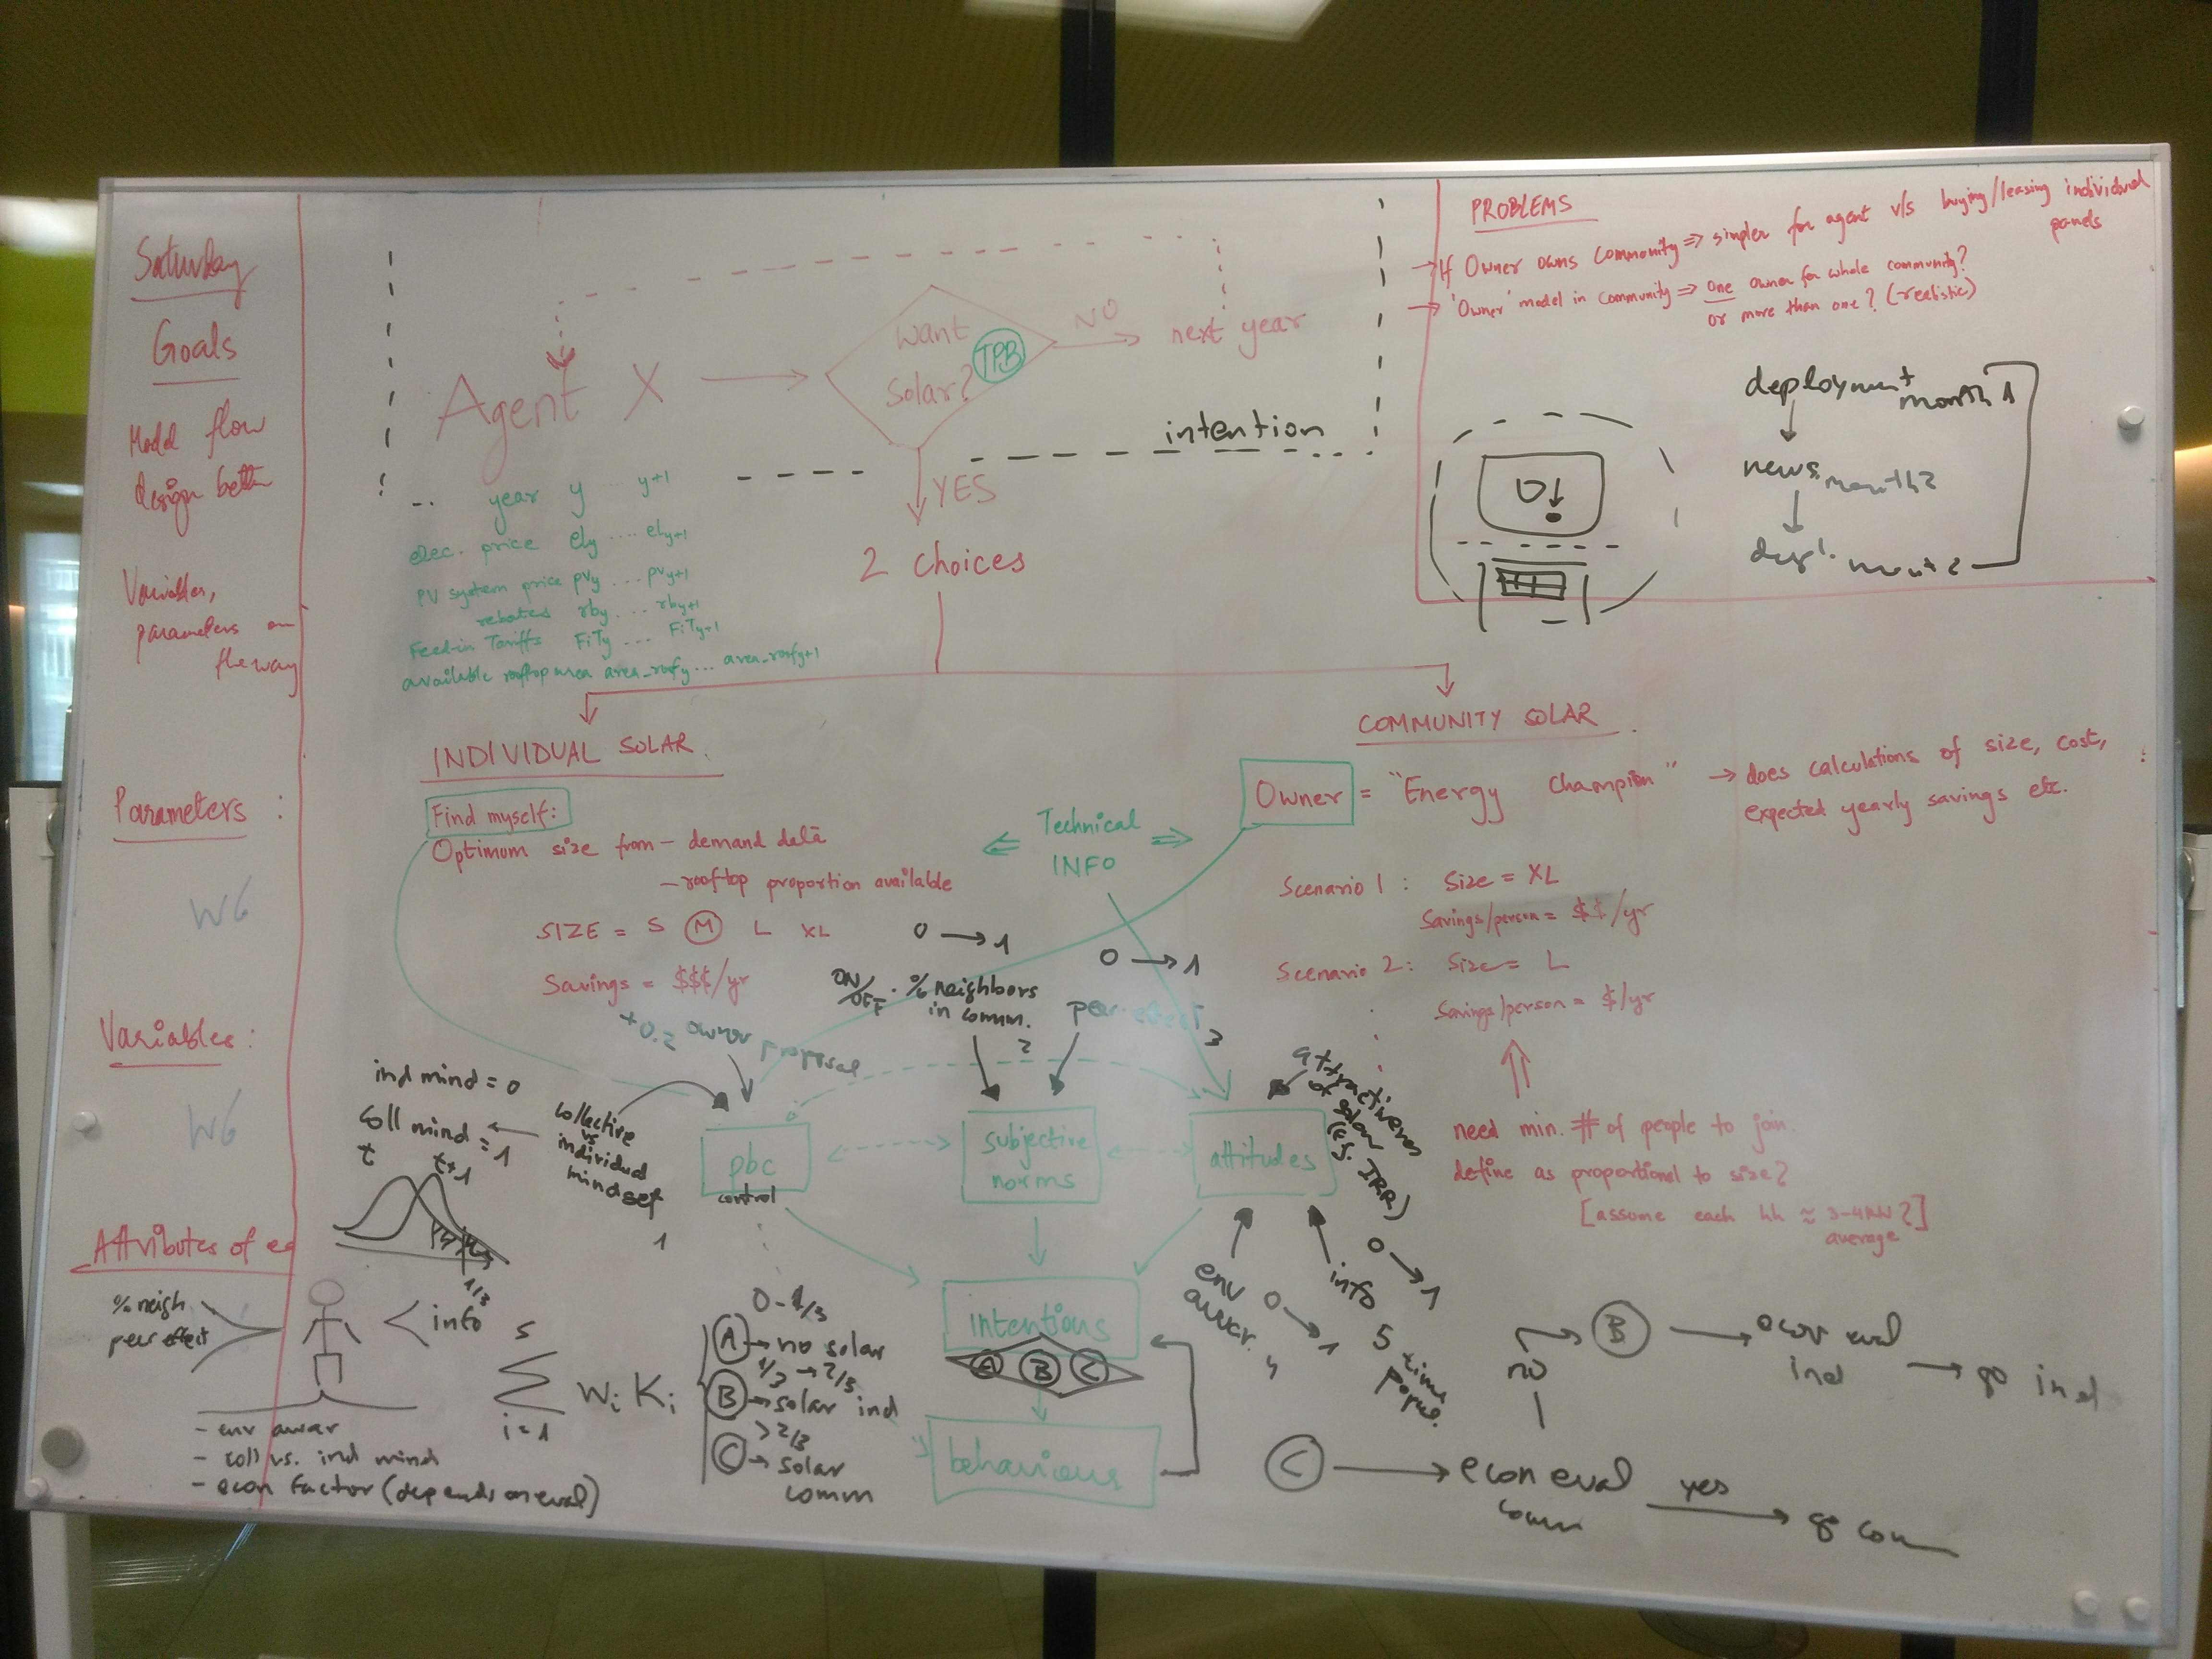 Saturday
Goals
Model flow
design better
Variables,
parameters on
the way
Parameters :
W6
Variables :
W6
Attributes of ea
Agent X
Want
Solar?
TPB
NO
next year
intention
YES
2 choices
.. year y ... y+1
elec. price ely .... ely+1
PV system price pvy ... pvy+1
rebates rby ... rby+1
Feed-in Tariffs FiTy ... FiTy+1
available rooftop area area_roofy ... area_roofy+1
PROBLEMS
→ If Owner owns Community ⇒ simpler for agent v/s buying/leasing individual
panels
→ 'Owner' model in community ⇒ one owner for whole community?
or more than one? (realistic)
deployment
month 1
news month 2
depl. month 2
INDIVIDUAL SOLAR.
Find myself:
Optimum size from - demand data
- rooftop proportion available
SIZE = S M L XL
Savings = $$$/yr
Technical
INFO
COMMUNITY SOLAR.
Owner = "Energy Champion" → does calculations of size, cost,
expected yearly savings etc.
Scenario 1 : Size = XL
Savings/person = $$/yr
Scenario 2 : Size = L
Savings/person = $/yr
need min. # of people to join.
define as proportional to size?
[assume each hh ≈ 3-4kW?]
average
+0.2 owner proposal
0 → 1
ON/OFF . % neighbors
in comm.
2
0 → 1
peer effect
3
attractiveness
of solar
(eg. IRR)
ind mind = 0
coll mind = 1
collective
vs
individual
mindset
1
t
t+1
1/3
pbc
control
subjective
norms
attitudes
env
awar.
0 → 1
4
info
5
0 → 1
time
intentions
A B C
behaviour
% neigh
peer effect
info
- env awar
- coll vs. ind mind
- econ factor (depends on eval)
5
Σ wi Ki
i = 1
0 - 1/3
A → no solar
1/3 → 2/3
B → solar ind
> 2/3
C → solar
comm
no
B → econ eval
ind
→ go ind
C → econ eval
comm
yes
→ go com